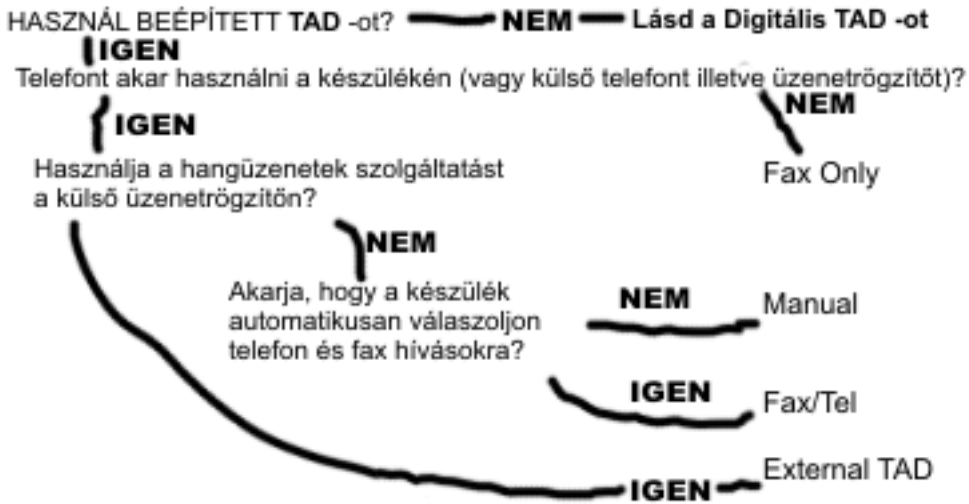 HASZNÁL BEÉPÍTETT TAD -ot? NEM Lásd a Digitális TAD -ot
IGEN
Telefont akar használni a készülékén (vagy külső telefont illetve üzenetrögzítőt)?
IGEN
NEM
Használja a hangüzenetek szolgáltatást
a külső üzenetrögzítőn?
Fax Only
NEM
Akarja, hogy a készülék
automatikusan válaszoljon
telefon és fax hívásokra?
NEM Manual
IGEN Fax/Tel
IGEN External TAD